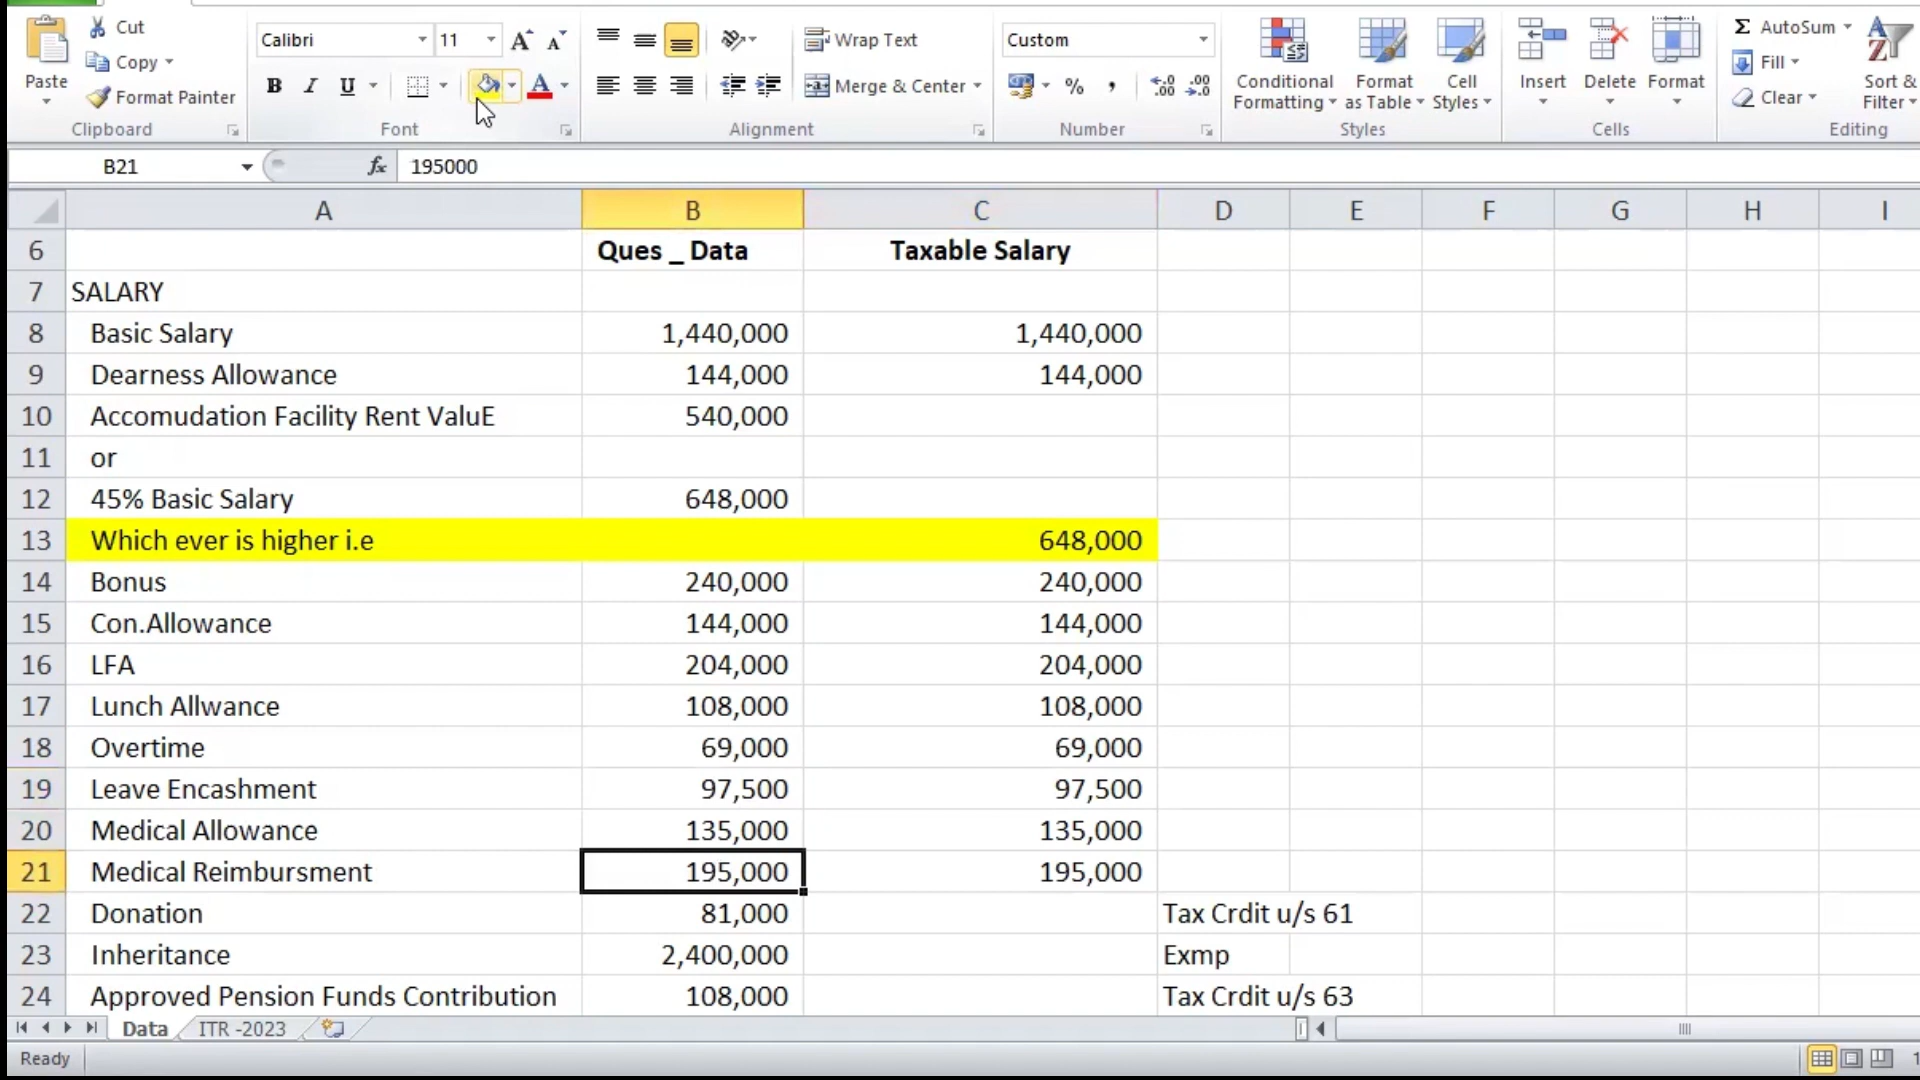 Cut
Calibri 11 A A Wrap Text Custom Σ AutoSum
Copy Fill
Paste B I U A Merge & Center % , Conditional Formatting Format as Table Cell Styles Insert Delete Format Sort & Filter
Format Painter Clear
Clipboard Font Alignment Number Styles Cells Editing
B21 fx 195000
A B C D E F G H I
6 Ques _ Data Taxable Salary
7 SALARY
8 Basic Salary 1,440,000 1,440,000
9 Dearness Allowance 144,000 144,000
10 Accomudation Facility Rent ValuE 540,000
11 or
12 45% Basic Salary 648,000
13 Which ever is higher i.e 648,000
14 Bonus 240,000 240,000
15 Con.Allowance 144,000 144,000
16 LFA 204,000 204,000
17 Lunch Allwance 108,000 108,000
18 Overtime 69,000 69,000
19 Leave Encashment 97,500 97,500
20 Medical Allowance 135,000 135,000
21 Medical Reimbursment 195,000 195,000
22 Donation 81,000 Tax Crdit u/s 61
23 Inheritance 2,400,000 Exmp
24 Approved Pension Funds Contribution 108,000 Tax Crdit u/s 63
Data ITR -2023
Ready